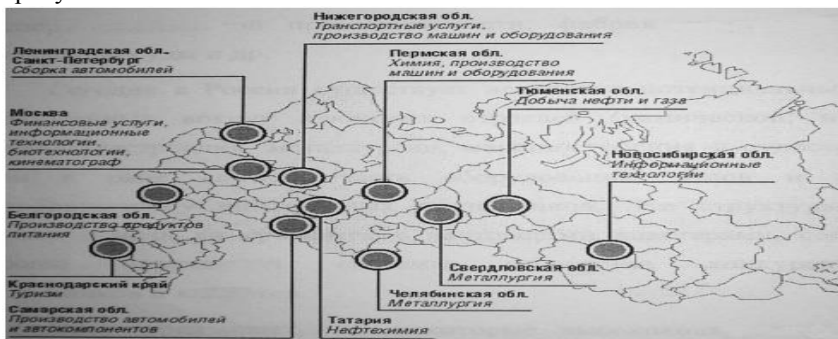 Нижегородская обл.
Транспортные услуги,
производство машин и оборудования
Ленинградская обл.
Санкт-Петербург
Сборка автомобилей
Пермская обл.
Химия, производство
машин и оборудования
Тюменская обл.
Добыча нефти и газа
Москва
Финансовые услуги,
информационные
технологии,
биотехнологии,
кинематограф
Новосибирская обл.
Информационные
технологии
Белгородская обл.
Производство продуктов
питания
Свердловская обл.
Металлургия
Краснодарский край
Туризм
Челябинская обл.
Металлургия
Самарская обл.
Производство автомобилей
и автокомпонентов
Татария
Нефтехимия